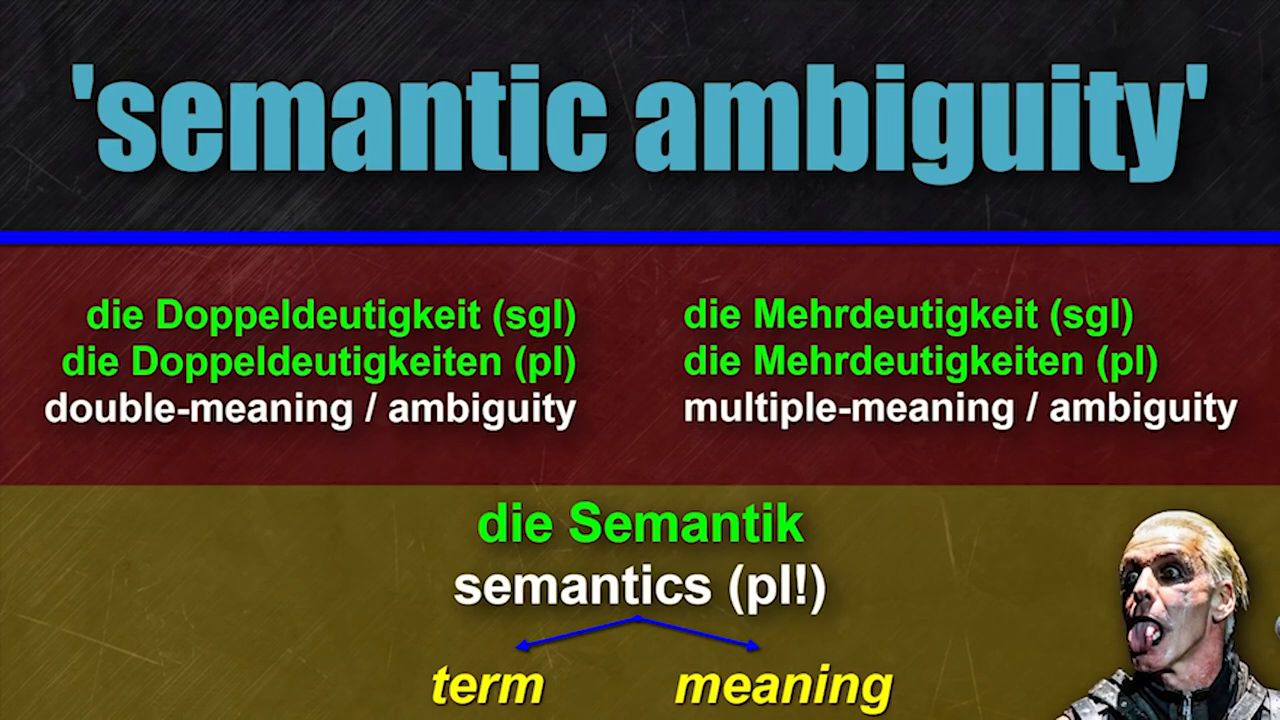 'semantic ambiguity'
die Doppeldeutigkeit (sgl)
die Doppeldeutigkeiten (pl)
double-meaning / ambiguity
die Mehrdeutigkeit (sgl)
die Mehrdeutigkeiten (pl)
multiple-meaning / ambiguity
die Semantik
semantics (pl!)
term
meaning